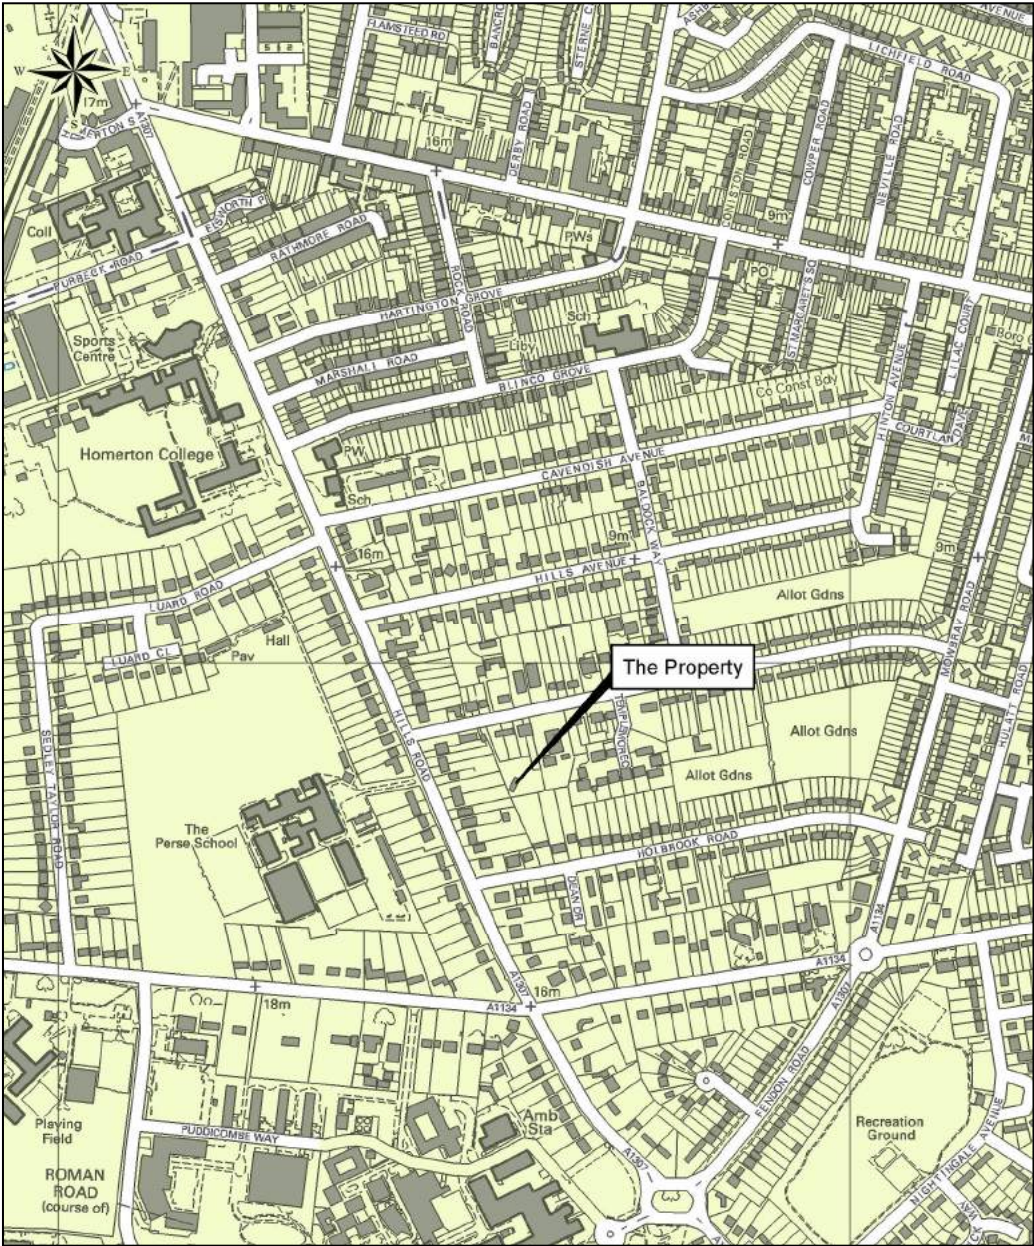 FLAMSTEED RD
STERNE C
AVENUE
LICHFIELD ROAD
N
W
E
S
17m
A1307
16m
DERBY ROAD
COWPER ROAD
NEVILLE ROAD
9m
Coll
ELSWORTH P
RATHMORE ROAD
PURBECK ROAD
PWs
PO
ST MARGARETS SQ
ROCK ROAD
HARTINGTON GROVE
Sch
Liby
MARSHALL ROAD
BLINCO GROVE
Sports
Centre
HINTON AVENUE
LILAC COURT
Co Const Bdy
Homerton College
PW
Sch
CAVENDISH AVENUE
BALDOCK WAY
16m
9m
HILLS AVENUE
9m
LUARD ROAD
Allot Gdns
MOWBRAY ROAD
LUARD CL
Pav
Hall
The Property
HULATT ROAD
HILLS ROAD
SEDLEY TAYLOR ROAD
Allot Gdns
Allot Gdns
The
Perse School
HOLBROOK ROAD
DEAN DR
A1134
A1134
A1307
16m
A1134
18m
A1307
FENDON ROAD
Playing
Field
PUDDICOMBE WAY
Amb
Sta
Recreation
Ground
ROMAN
ROAD
(course of)
A1307
NIGHTINGALE AVENUE